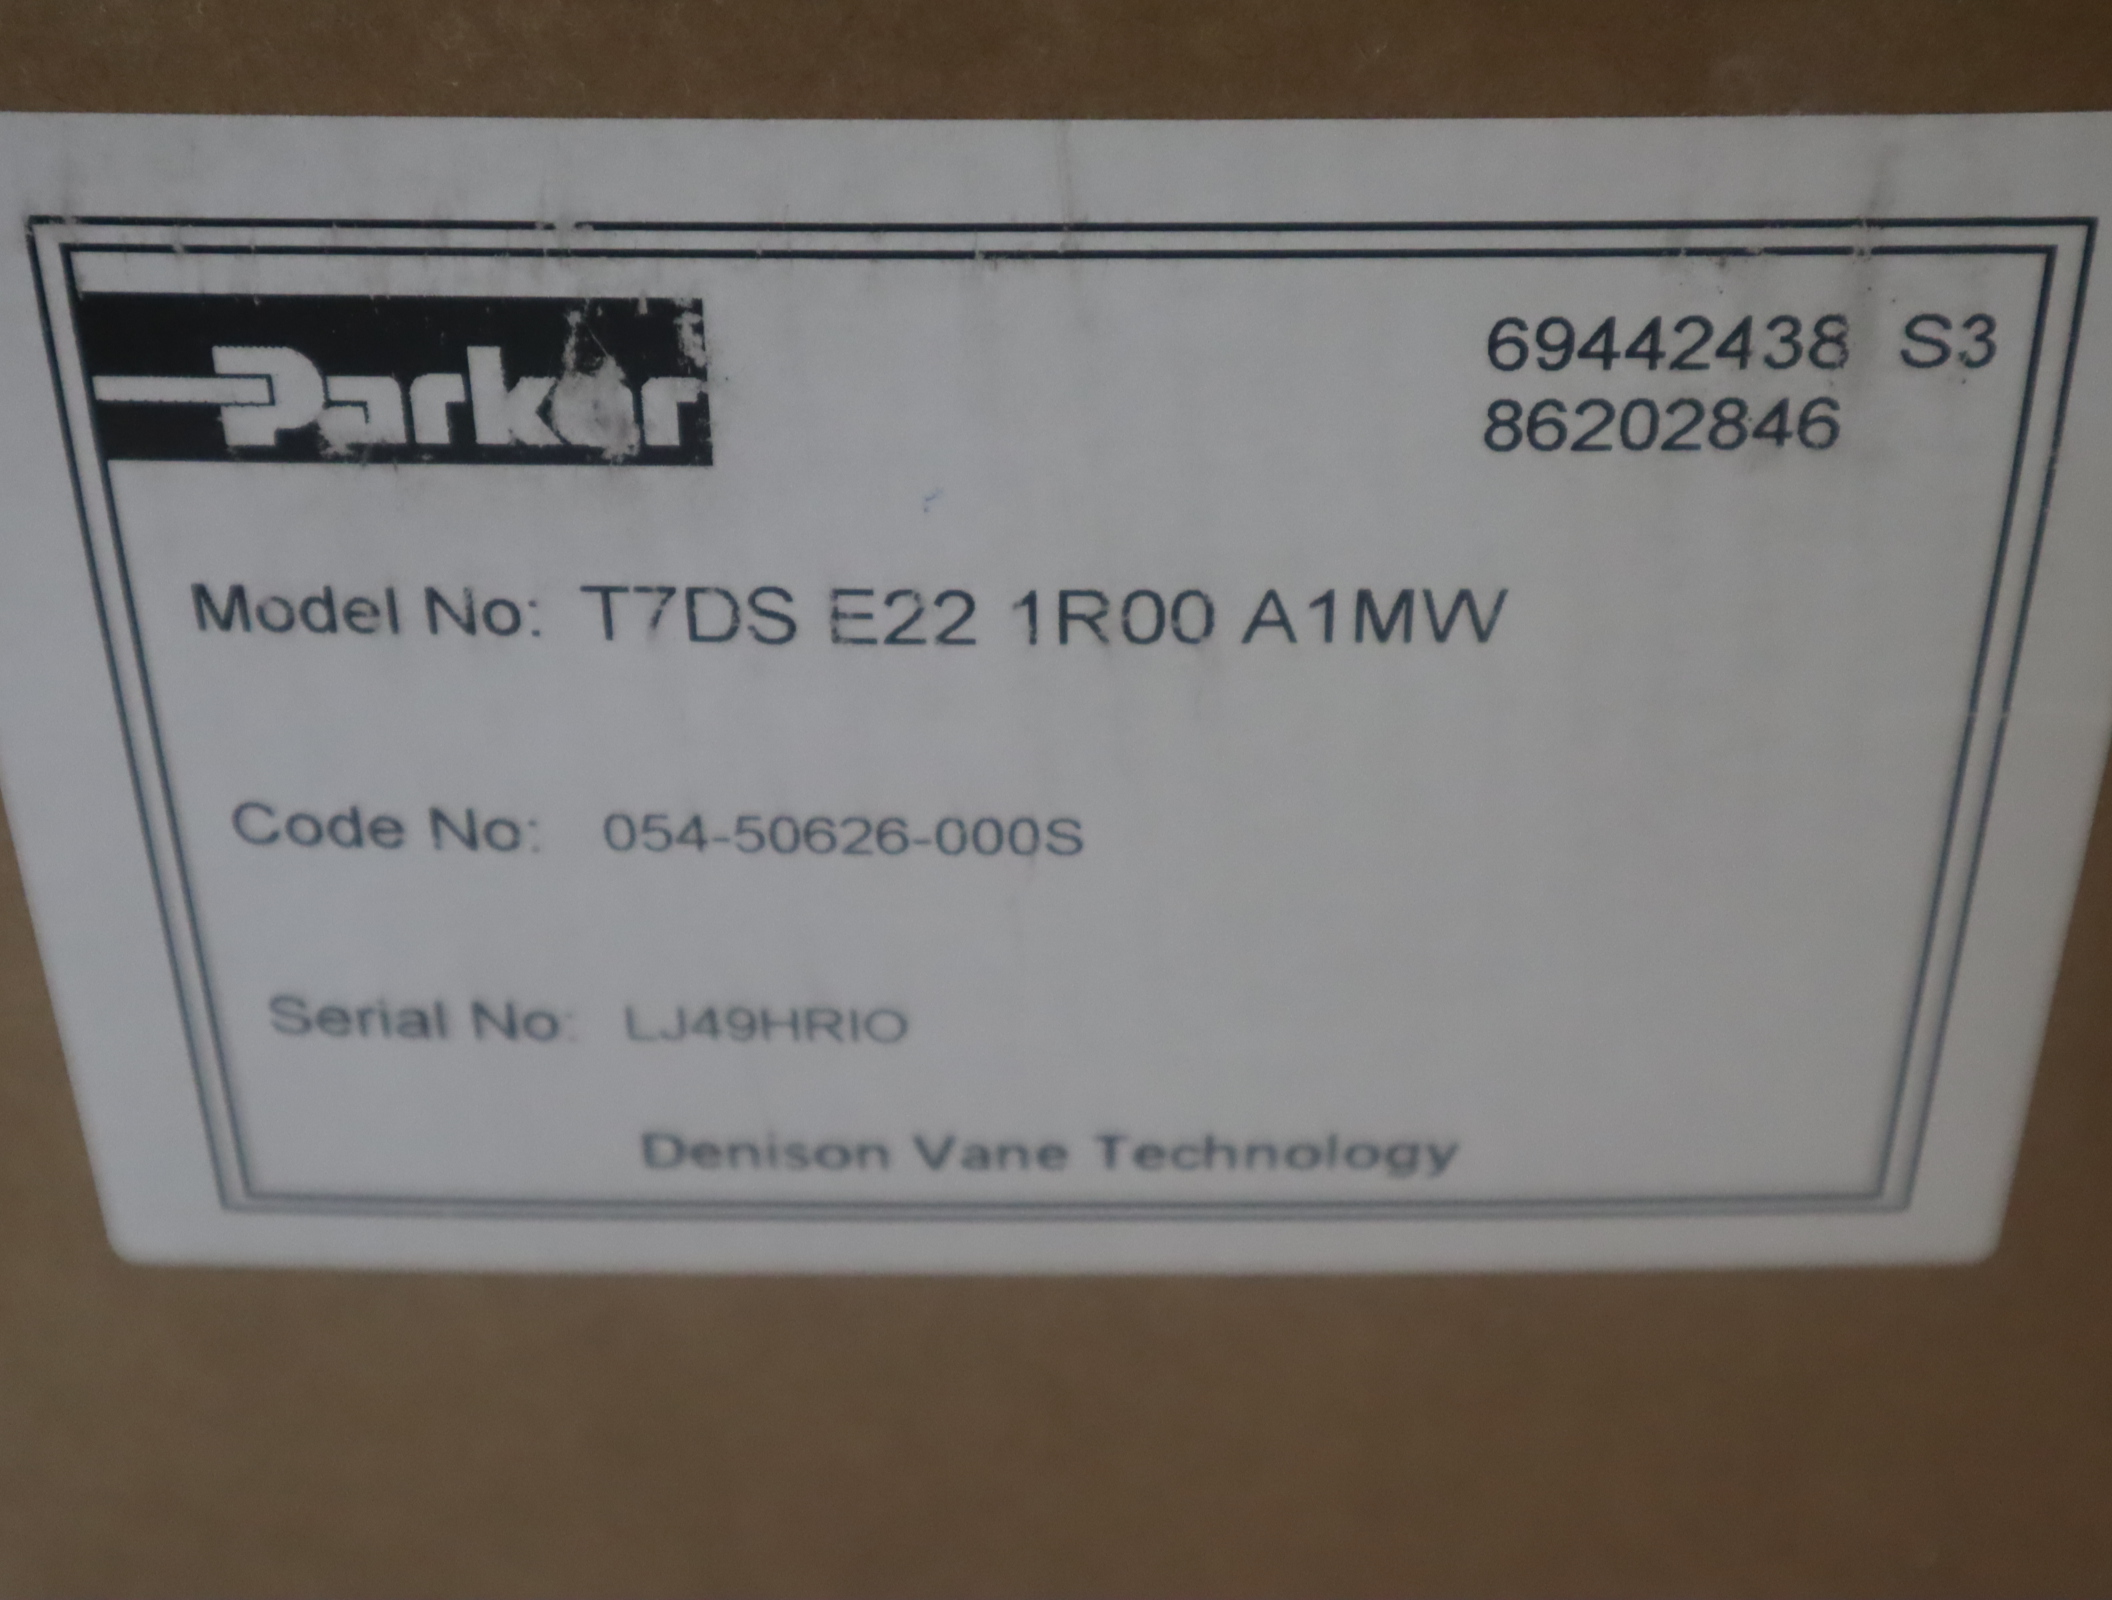 Parker
69442438 S3
86202846
Model No: T7DS E22 1R00 A1MW
Code No: 054-50626-000S
Serial No: LJ49HRIO
Denison Vane Technology